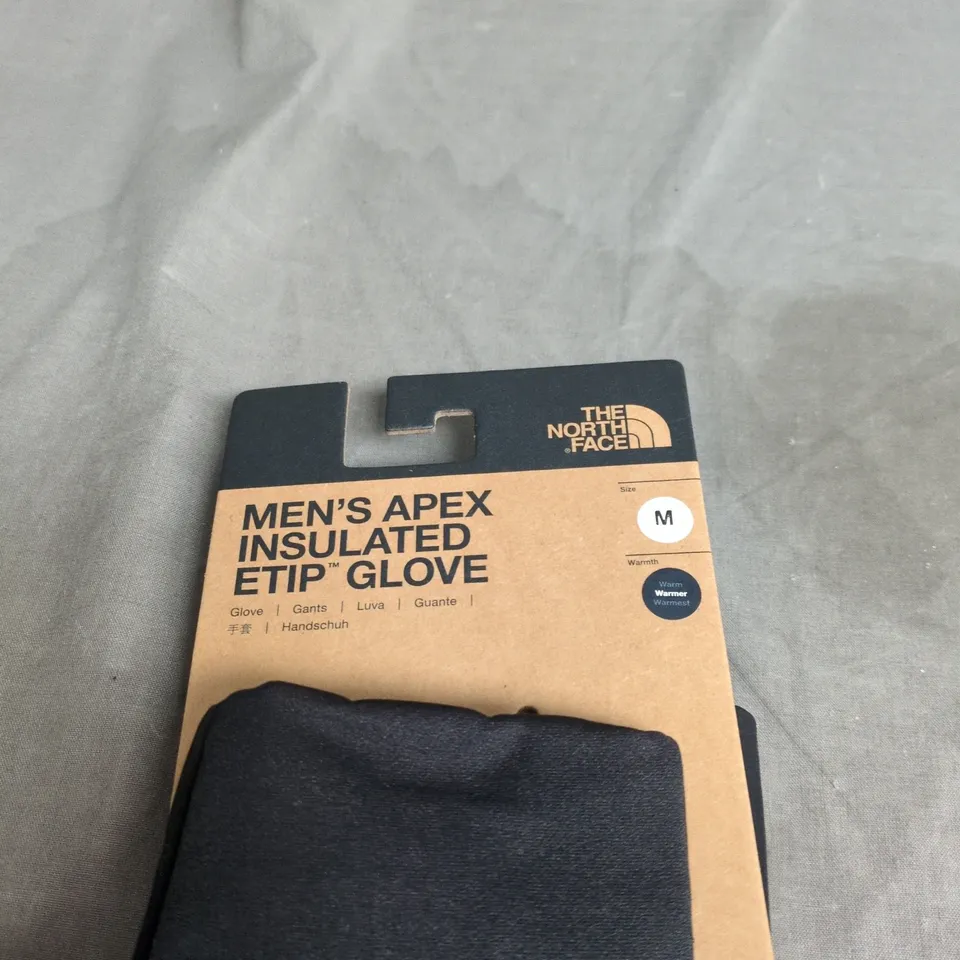 THE
NORTH
FACE
MEN'S APEX
INSULATED
ETIP™ GLOVE
Glove | Gants | Luva | Guante |
手套 | Handschuh
Size
M
Warmth
Warm
Warmer
Warmest